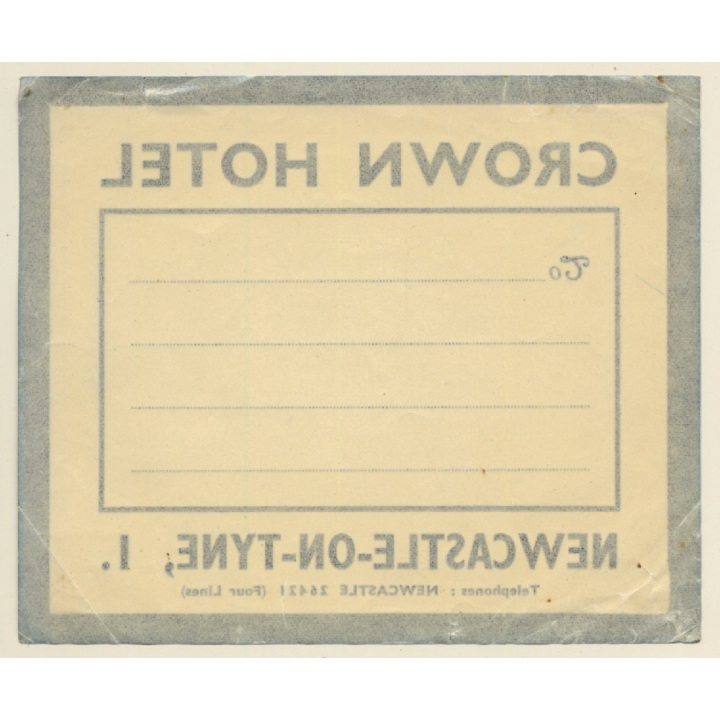 CROWN HOTEL
To
NEWCASTLE-ON-TYNE, 1.
Telephones : NEWCASTLE 26421 (Four Lines)